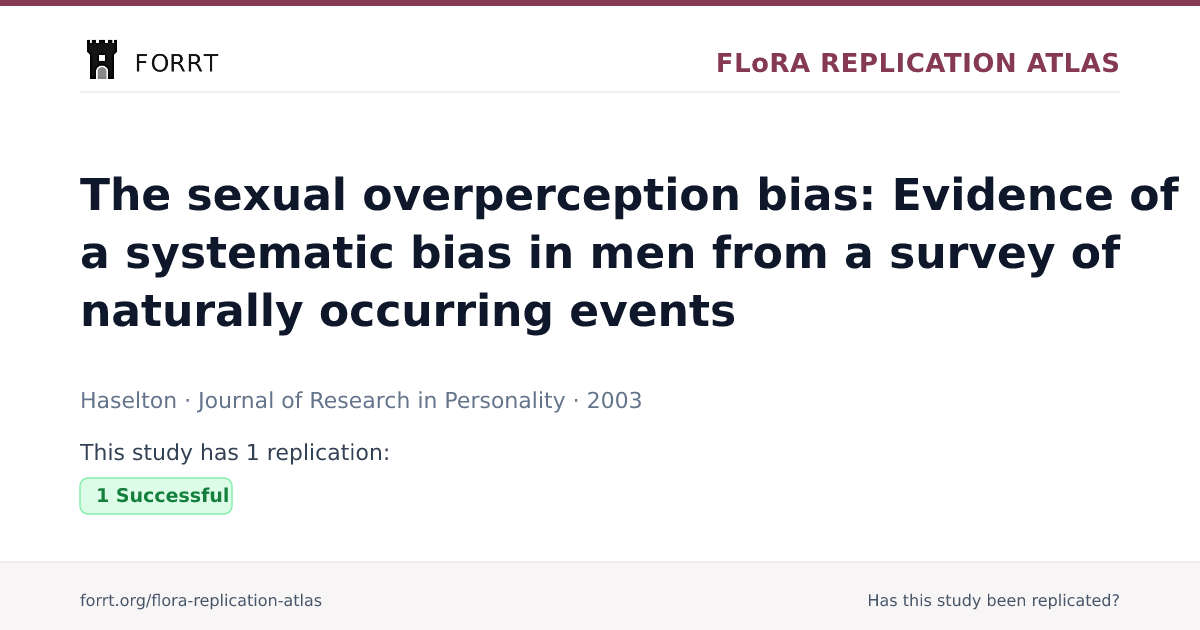 FORRT
FLoRA REPLICATION ATLAS
The sexual overperception bias: Evidence of
a systematic bias in men from a survey of
naturally occurring events
Haselton · Journal of Research in Personality · 2003
This study has 1 replication:
1 Successful
forrt.org/flora-replication-atlas
Has this study been replicated?